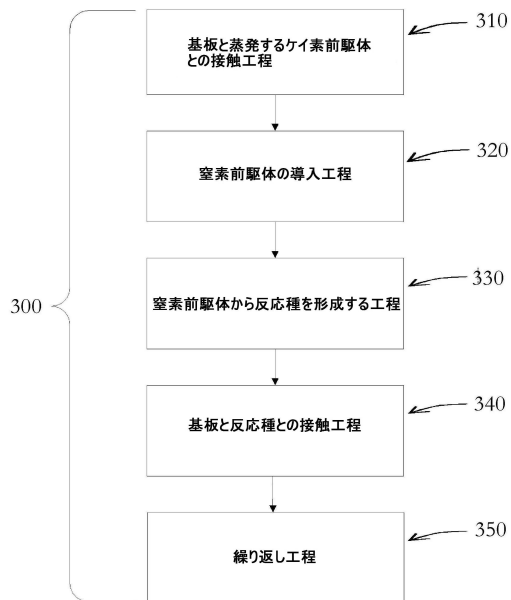 310
基板と蒸発するケイ素前駆体
との接触工程
320
窒素前駆体の導入工程
330
窒素前駆体から反応種を形成する工程
300
340
基板と反応種との接触工程
350
繰り返し工程